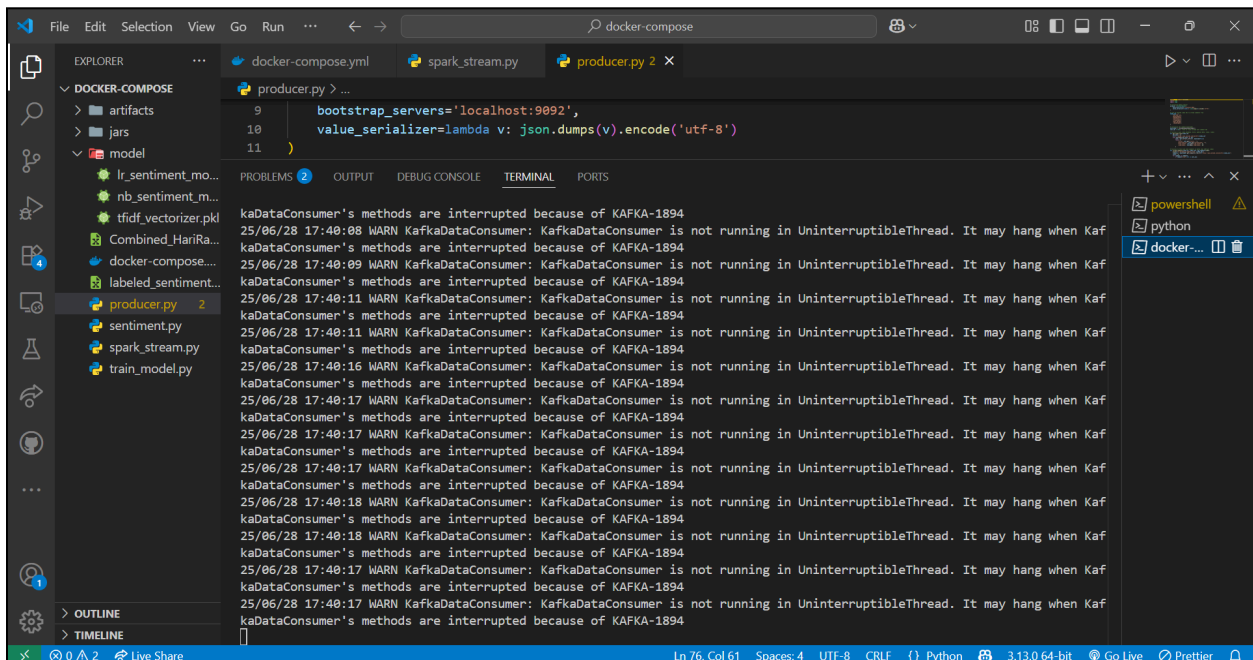 File Edit Selection View Go Run ··· ← → docker-compose
EXPLORER ···
DOCKER-COMPOSE
artifacts
jars
model
lr_sentiment_mo...
nb_sentiment_m...
tfidf_vectorizer.pkl
Combined_HariRa...
docker-compose....
labeled_sentiment...
producer.py 2
sentiment.py
spark_stream.py
train_model.py
OUTLINE
TIMELINE
4
1
docker-compose.yml spark_stream.py producer.py 2 ×
producer.py > ...
9 bootstrap_servers='localhost:9092',
10 value_serializer=lambda v: json.dumps(v).encode('utf-8')
11 )
PROBLEMS 2 OUTPUT DEBUG CONSOLE TERMINAL PORTS
kaDataConsumer's methods are interrupted because of KAFKA-1894
25/06/28 17:40:08 WARN KafkaDataConsumer: KafkaDataConsumer is not running in UninterruptibleThread. It may hang when Kaf
kaDataConsumer's methods are interrupted because of KAFKA-1894
25/06/28 17:40:09 WARN KafkaDataConsumer: KafkaDataConsumer is not running in UninterruptibleThread. It may hang when Kaf
kaDataConsumer's methods are interrupted because of KAFKA-1894
25/06/28 17:40:11 WARN KafkaDataConsumer: KafkaDataConsumer is not running in UninterruptibleThread. It may hang when Kaf
kaDataConsumer's methods are interrupted because of KAFKA-1894
25/06/28 17:40:11 WARN KafkaDataConsumer: KafkaDataConsumer is not running in UninterruptibleThread. It may hang when Kaf
kaDataConsumer's methods are interrupted because of KAFKA-1894
25/06/28 17:40:16 WARN KafkaDataConsumer: KafkaDataConsumer is not running in UninterruptibleThread. It may hang when Kaf
kaDataConsumer's methods are interrupted because of KAFKA-1894
25/06/28 17:40:17 WARN KafkaDataConsumer: KafkaDataConsumer is not running in UninterruptibleThread. It may hang when Kaf
kaDataConsumer's methods are interrupted because of KAFKA-1894
25/06/28 17:40:17 WARN KafkaDataConsumer: KafkaDataConsumer is not running in UninterruptibleThread. It may hang when Kaf
kaDataConsumer's methods are interrupted because of KAFKA-1894
25/06/28 17:40:17 WARN KafkaDataConsumer: KafkaDataConsumer is not running in UninterruptibleThread. It may hang when Kaf
kaDataConsumer's methods are interrupted because of KAFKA-1894
25/06/28 17:40:18 WARN KafkaDataConsumer: KafkaDataConsumer is not running in UninterruptibleThread. It may hang when Kaf
kaDataConsumer's methods are interrupted because of KAFKA-1894
25/06/28 17:40:18 WARN KafkaDataConsumer: KafkaDataConsumer is not running in UninterruptibleThread. It may hang when Kaf
kaDataConsumer's methods are interrupted because of KAFKA-1894
25/06/28 17:40:17 WARN KafkaDataConsumer: KafkaDataConsumer is not running in UninterruptibleThread. It may hang when Kaf
kaDataConsumer's methods are interrupted because of KAFKA-1894
25/06/28 17:40:17 WARN KafkaDataConsumer: KafkaDataConsumer is not running in UninterruptibleThread. It may hang when Kaf
kaDataConsumer's methods are interrupted because of KAFKA-1894
powershell
python
docker-...
0 2 Live Share Ln 76, Col 61 Spaces: 4 UTF-8 CRLF {} Python 3.13.0 64-bit Go Live Prettier